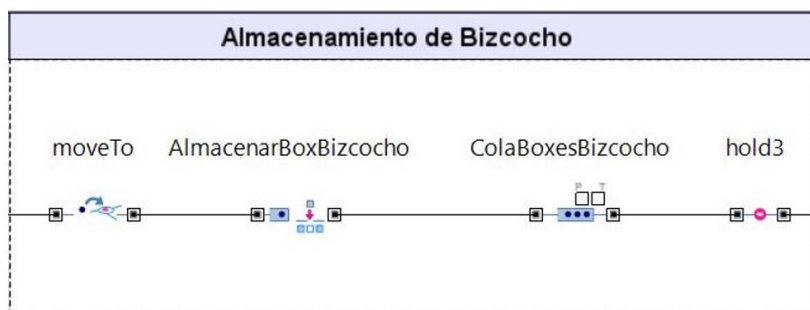 Almacenamiento de Bizcocho
moveTo AlmacenarBoxBizcocho ColaBoxesBizcocho hold3
P T